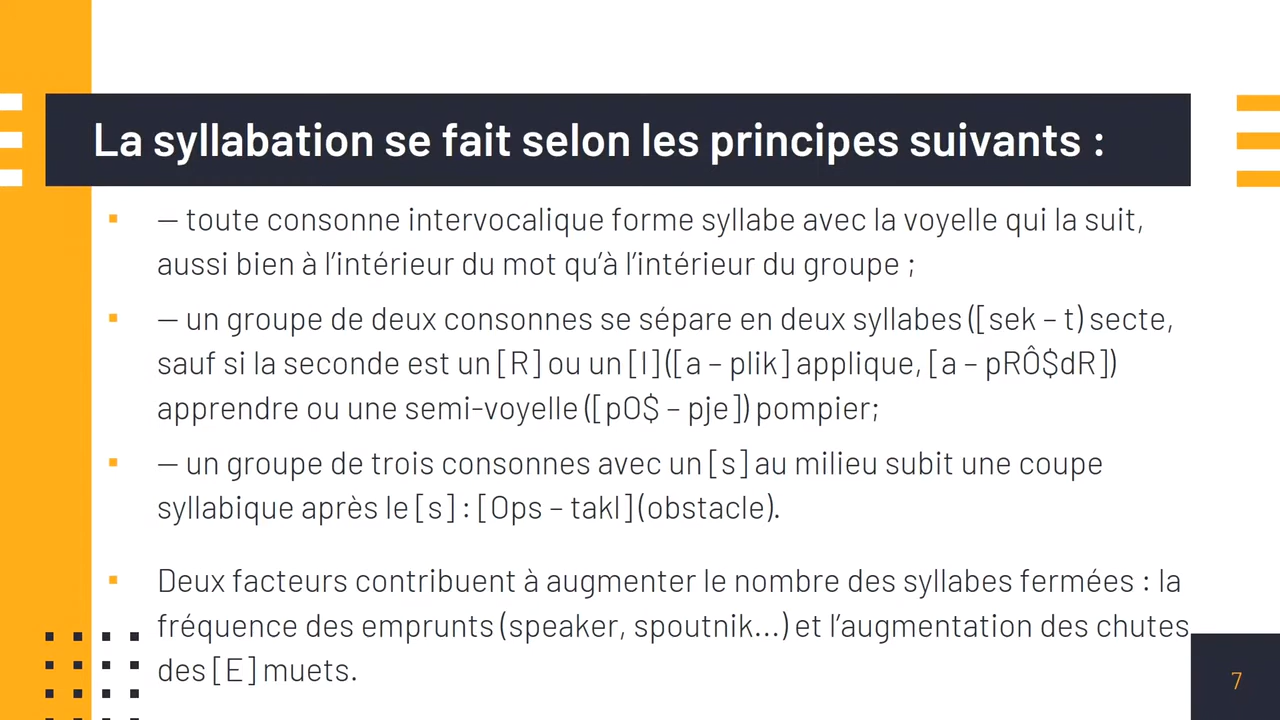 La syllabation se fait selon les principes suivants :
– toute consonne intervocalique forme syllabe avec la voyelle qui la suit,
aussi bien à l’intérieur du mot qu’à l’intérieur du groupe ;
– un groupe de deux consonnes se sépare en deux syllabes ([sek – t) secte,
sauf si la seconde est un [R] ou un [l] ([a – plik] applique, [a – pRÔ$dR])
apprendre ou une semi-voyelle ([pO$ – pje]) pompier;
– un groupe de trois consonnes avec un [s] au milieu subit une coupe
syllabique après le [s] : [Ops – takl] (obstacle).
Deux facteurs contribuent à augmenter le nombre des syllabes fermées : la
fréquence des emprunts (speaker, spoutnik...) et l’augmentation des chutes
des [E] muets.
7